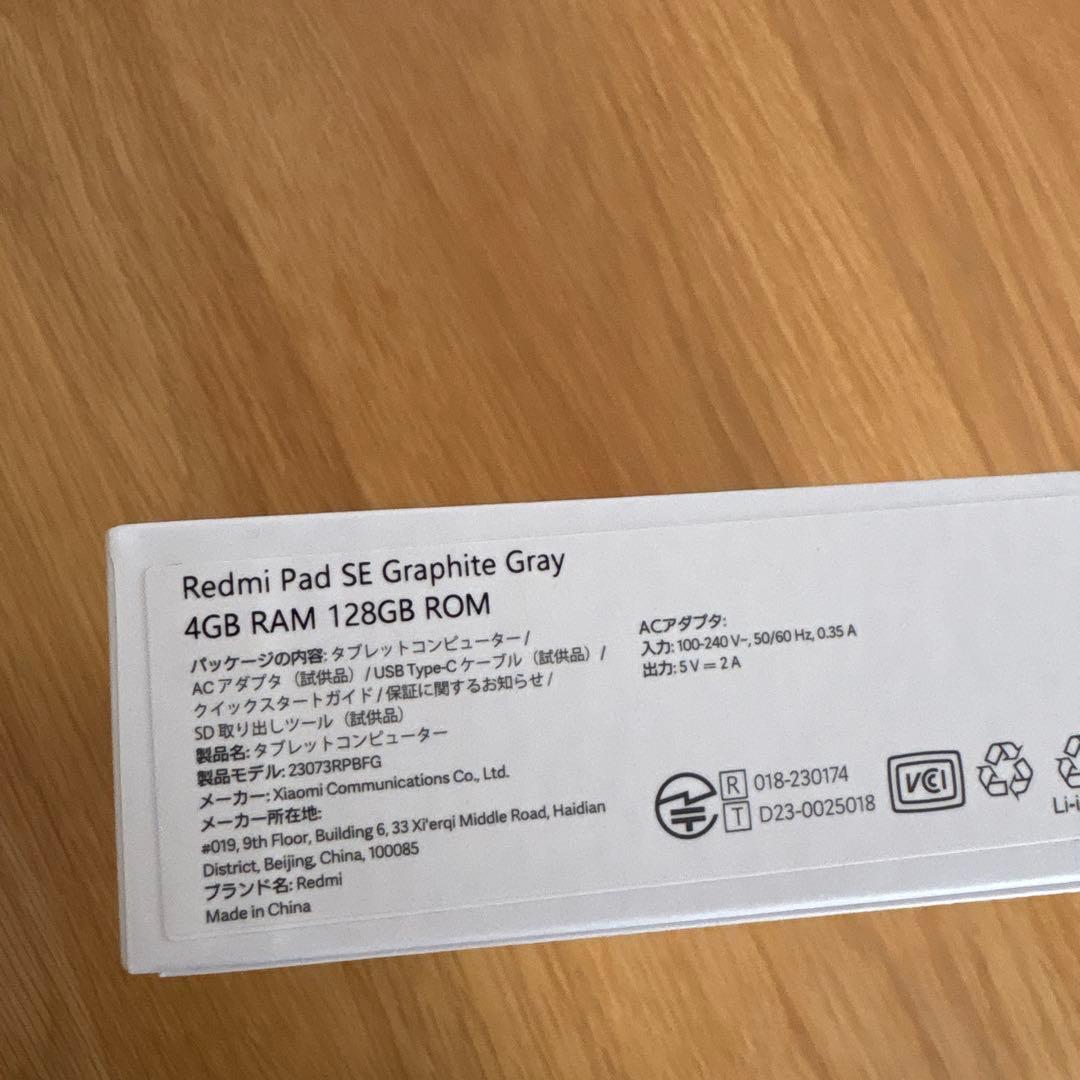 Redmi Pad SE Graphite Gray
4GB RAM 128GB ROM
パッケージの内容: タブレットコンピューター /
AC アダプタ（試供品）/ USB Type-C ケーブル（試供品）/
クイックスタートガイド / 保証に関するお知らせ /
SD 取り出しツール（試供品）
製品名: タブレットコンピューター
製品モデル: 23073RPBFG
メーカー: Xiaomi Communications Co., Ltd.
メーカー所在地:
#019, 9th Floor, Building 6, 33 Xi'erqi Middle Road, Haidian
District, Beijing, China, 100085
ブランド名: Redmi
Made in China
ACアダプタ:
入力: 100-240 V~, 50/60 Hz, 0.35 A
出力: 5 V ⎓ 2 A
R 018-230174
T D23-0025018
VCCI